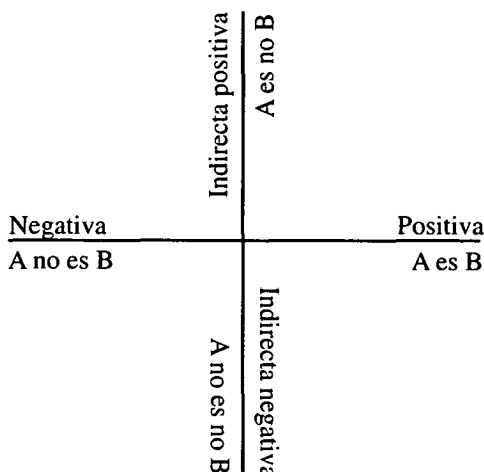 Indirecta positiva
A es no B
Negativa
Positiva
A no es B
A es B
Indirecta negativa
A no es no B